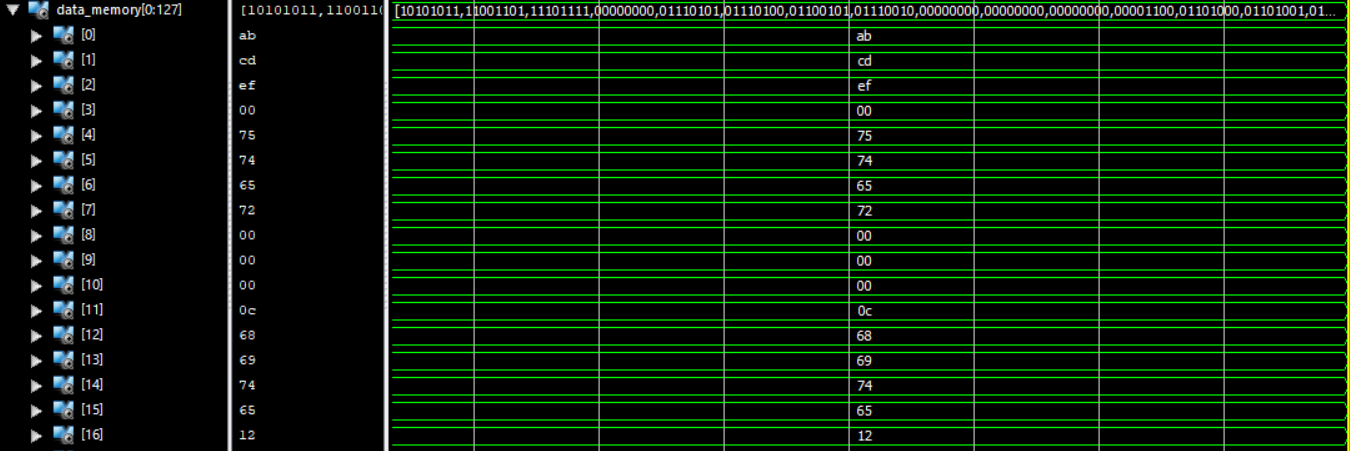 data_memory[0:127] [10101011,1100110 [10101011,11001101,11101111,00000000,01110101,01110100,01100101,01110010,00000000,00000000,00000000,00001100,01101000,01101001,01...
[0] ab ab
[1] cd cd
[2] ef ef
[3] 00 00
[4] 75 75
[5] 74 74
[6] 65 65
[7] 72 72
[8] 00 00
[9] 00 00
[10] 00 00
[11] 0c 0c
[12] 68 68
[13] 69 69
[14] 74 74
[15] 65 65
[16] 12 12